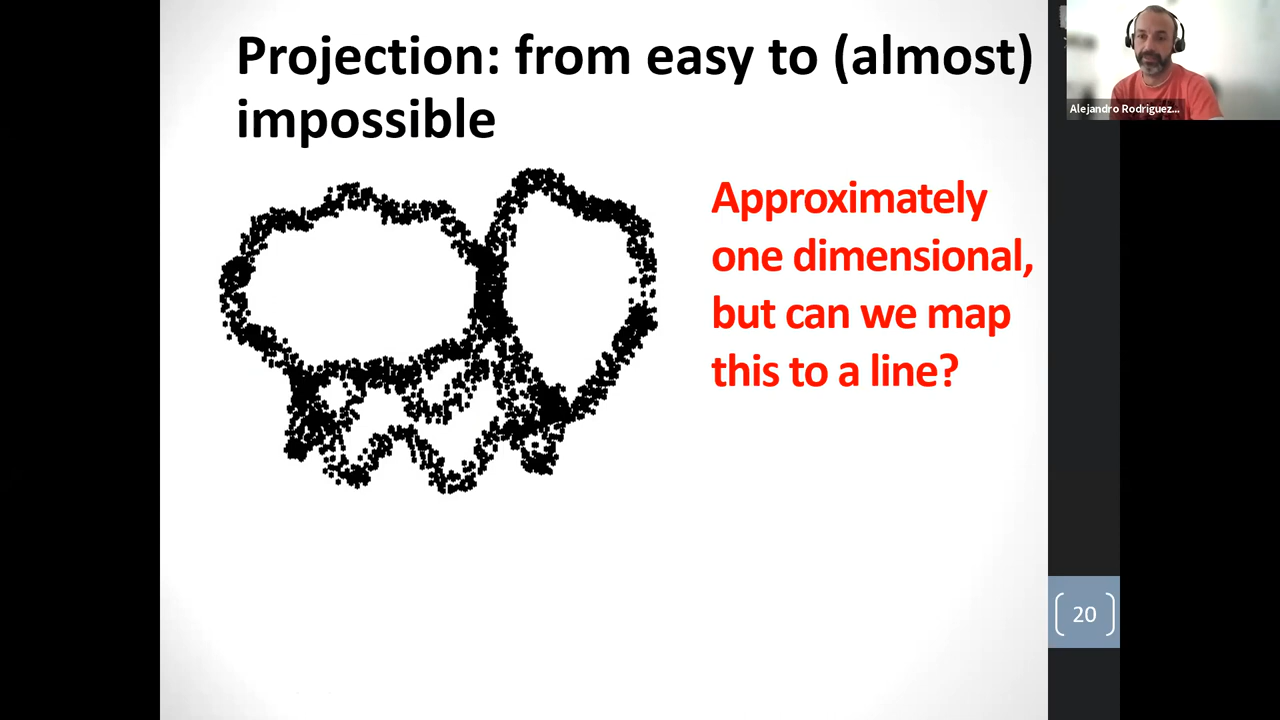 Projection: from easy to (almost)
impossible
Alejandro Rodriguez...
Approximately
one dimensional,
but can we map
this to a line?
20